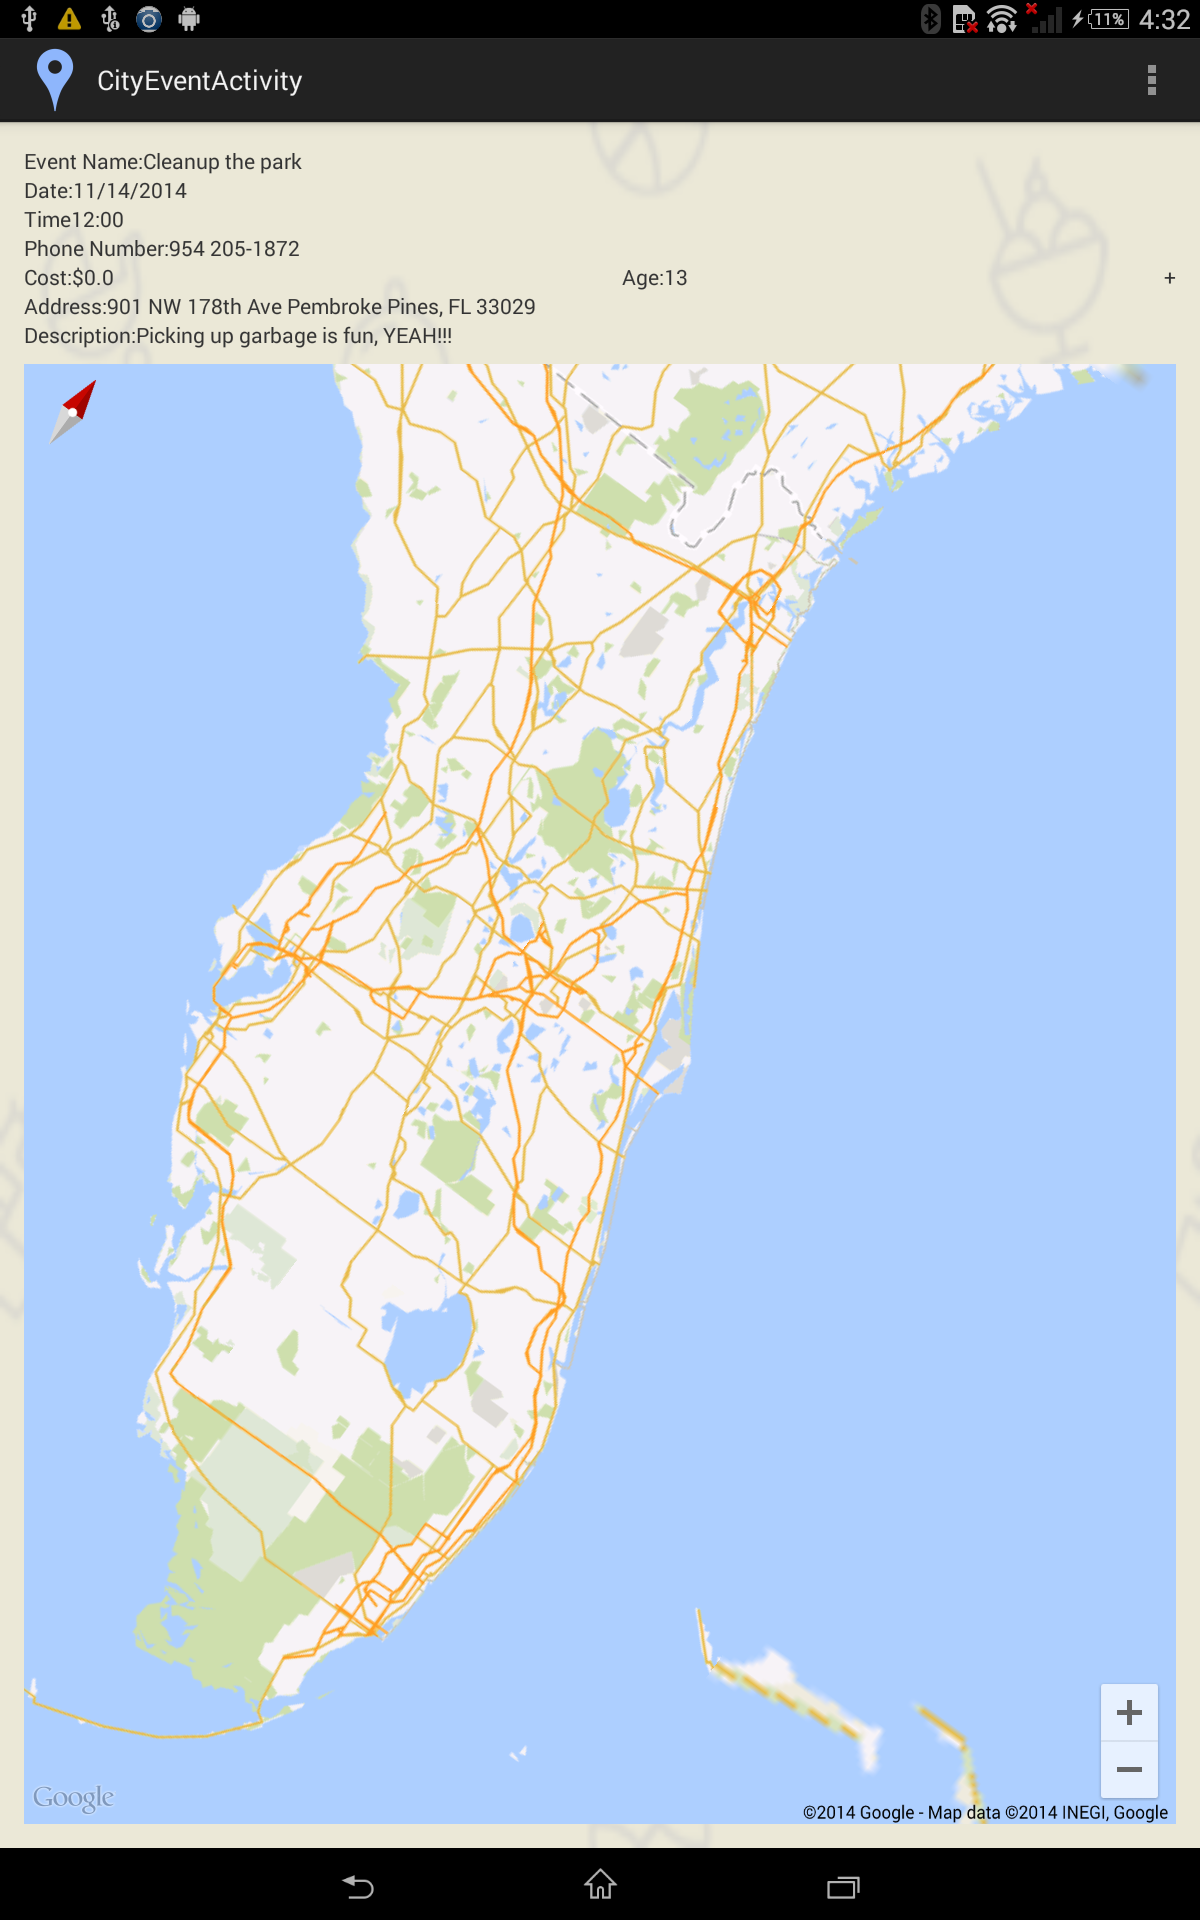 11% 4:32
CityEventActivity
Event Name:Cleanup the park
Date:11/14/2014
Time12:00
Phone Number:954 205-1872
Cost:$0.0 Age:13 +
Address:901 NW 178th Ave Pembroke Pines, FL 33029
Description:Picking up garbage is fun, YEAH!!!
+
−
Google
©2014 Google - Map data ©2014 INEGI, Google